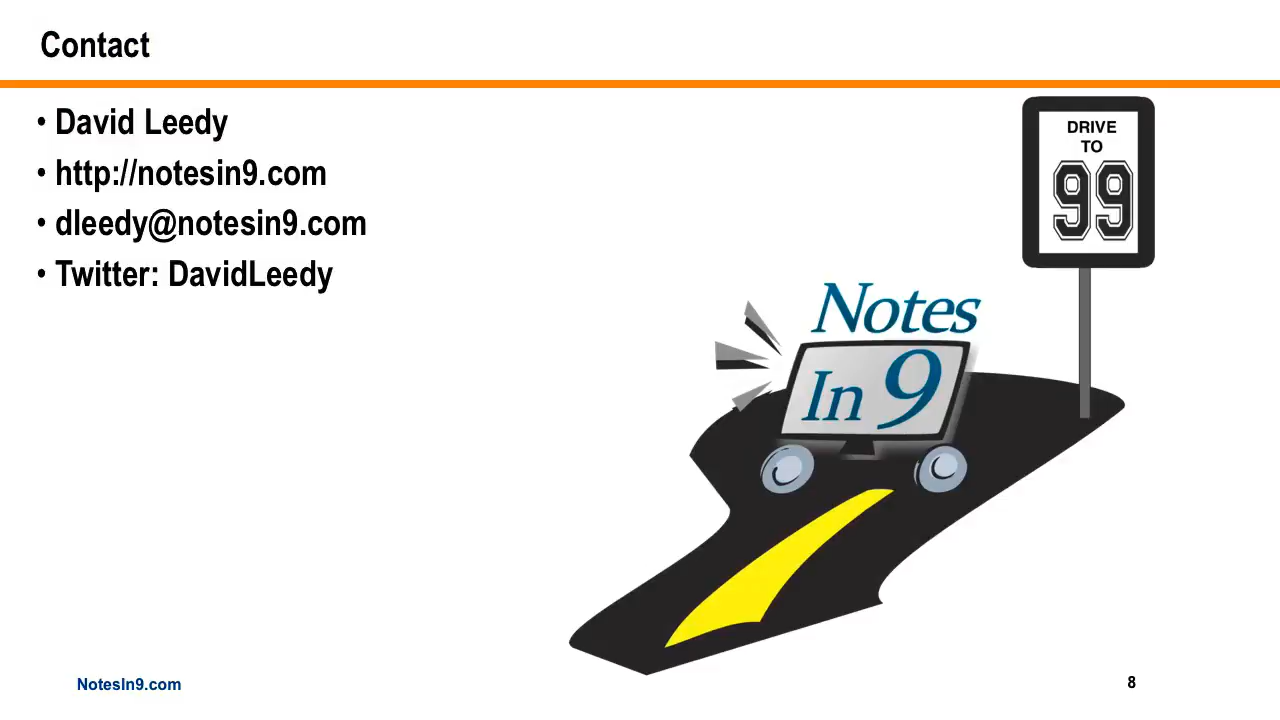 Contact
• David Leedy
• http://notesin9.com
• dleedy@notesin9.com
• Twitter: DavidLeedy
DRIVE
TO
99
Notes
In 9
NotesIn9.com
8